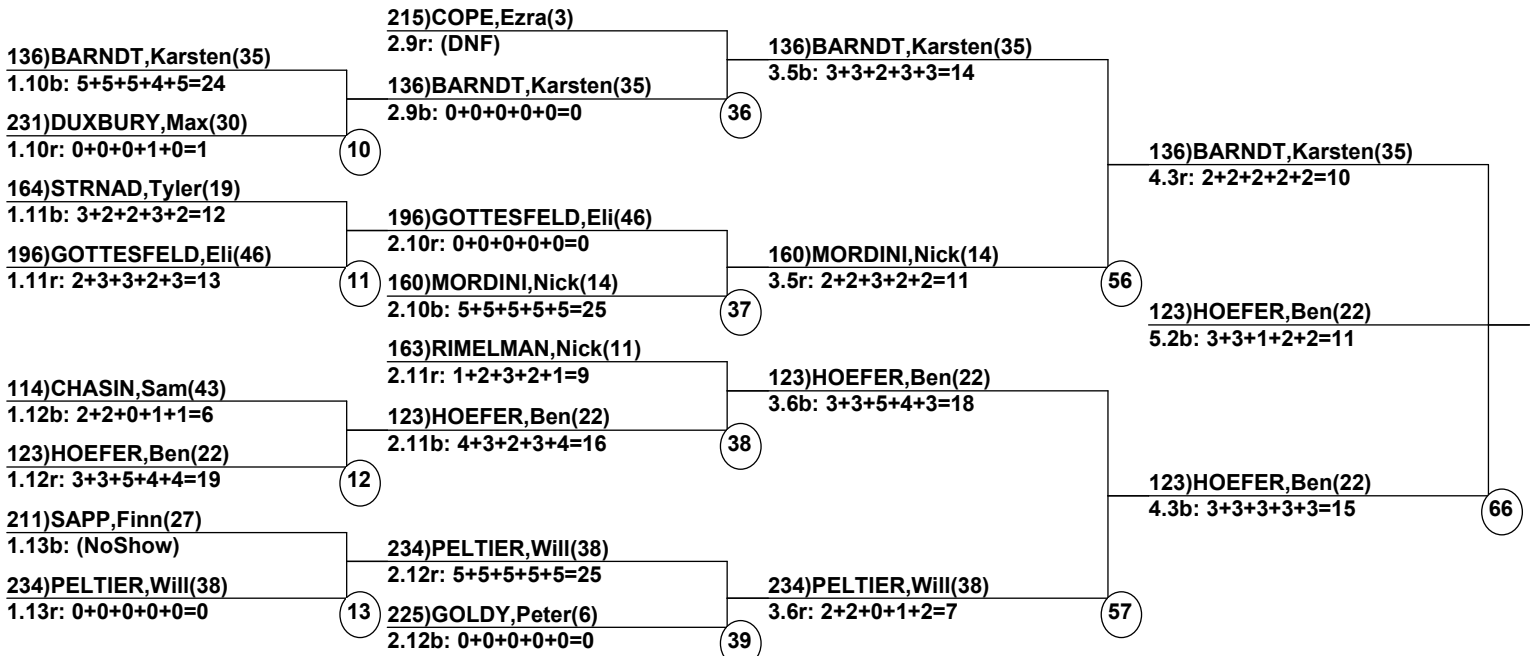 136)BARNDT,Karsten(35)
1.10b: 5+5+5+4+5=24
231)DUXBURY,Max(30)
1.10r: 0+0+0+1+0=1
10
164)STRNAD,Tyler(19)
1.11b: 3+2+2+3+2=12
196)GOTTESFELD,Eli(46)
1.11r: 2+3+3+2+3=13
11
114)CHASIN,Sam(43)
1.12b: 2+2+0+1+1=6
123)HOEFER,Ben(22)
1.12r: 3+3+5+4+4=19
12
211)SAPP,Finn(27)
1.13b: (NoShow)
234)PELTIER,Will(38)
1.13r: 0+0+0+0+0=0
13
215)COPE,Ezra(3)
2.9r: (DNF)
136)BARNDT,Karsten(35)
2.9b: 0+0+0+0+0=0
36
196)GOTTESFELD,Eli(46)
2.10r: 0+0+0+0+0=0
160)MORDINI,Nick(14)
2.10b: 5+5+5+5+5=25
37
163)RIMELMAN,Nick(11)
2.11r: 1+2+3+2+1=9
123)HOEFER,Ben(22)
2.11b: 4+3+2+3+4=16
38
234)PELTIER,Will(38)
2.12r: 5+5+5+5+5=25
225)GOLDY,Peter(6)
2.12b: 0+0+0+0+0=0
39
136)BARNDT,Karsten(35)
3.5b: 3+3+2+3+3=14
160)MORDINI,Nick(14)
3.5r: 2+2+3+2+2=11
56
123)HOEFER,Ben(22)
3.6b: 3+3+5+4+3=18
234)PELTIER,Will(38)
3.6r: 2+2+0+1+2=7
57
136)BARNDT,Karsten(35)
4.3r: 2+2+2+2+2=10
123)HOEFER,Ben(22)
4.3b: 3+3+3+3+3=15
66
123)HOEFER,Ben(22)
5.2b: 3+3+1+2+2=11